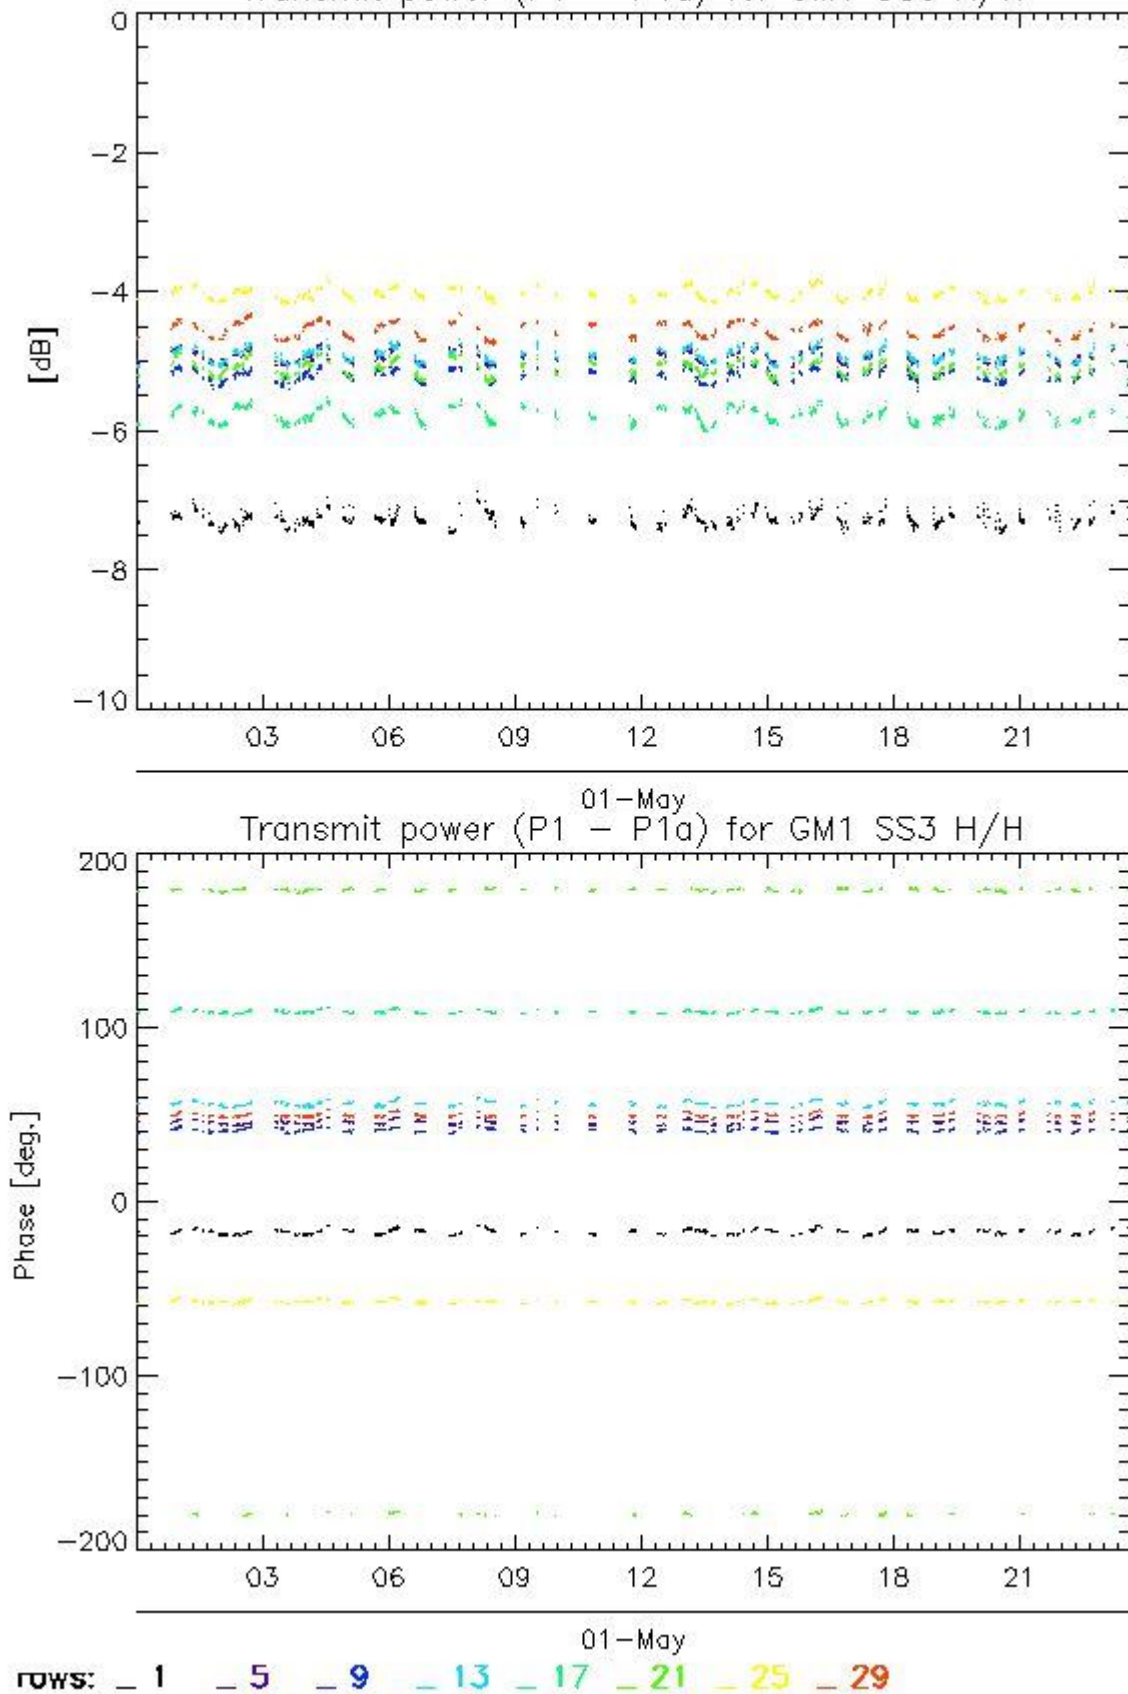 0
−2
−4
−6
−8
−10
[dB]
03 06 09 12 15 18 21
01−May
Transmit power (P1 − P1a) for GM1 SS3 H/H
200
100
0
−100
−200
Phase [deg.]
03 06 09 12 15 18 21
01−May
rows: _ 1 _ 5 _ 9 _ 13 _ 17 _ 21 _ 25 _ 29